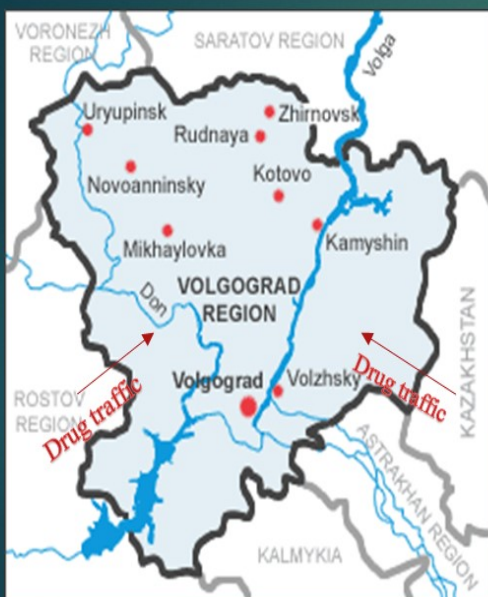 VORONEZH
REGION
SARATOV REGION
Volga
Uryupinsk
Zhirnovsk
Rudnaya
Novoanninsky
Kotovo
Mikhaylovka
Kamyshin
Don
VOLGOGRAD
REGION
KAZAKHSTAN
Drug traffic
Drug traffic
Volgograd
Volzhsky
ROSTOV
REGION
ASTRAKHAN REGION
KALMYKIA